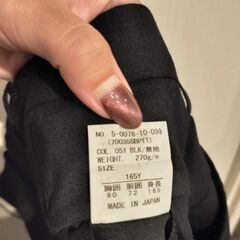 NO. 5-0078-10-099
(70035SBPT1)
COL. 051 BLK/無地
WEIGHT. 270g/m
SIZE
165Y
胸囲 胴囲 身長
90 72 165
MADE IN JAPAN